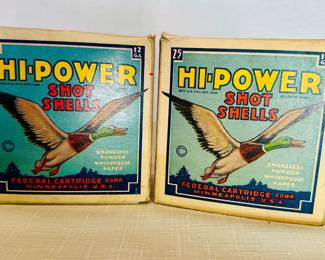 12
GA
HI-POWER
SHOT
SHELLS
SMOKELESS
POWDER
WATERPROOF
PAPER
FEDERAL CARTRIDGE CORP.
MINNEAPOLIS. U.S.A.
25
HI-POWER
SHOT
SHELLS
SMOKELESS
POWDER
WATERPROOF
PAPER
FEDERAL CARTRIDGE CORP.
MINNEAPOLIS. U.S.A.